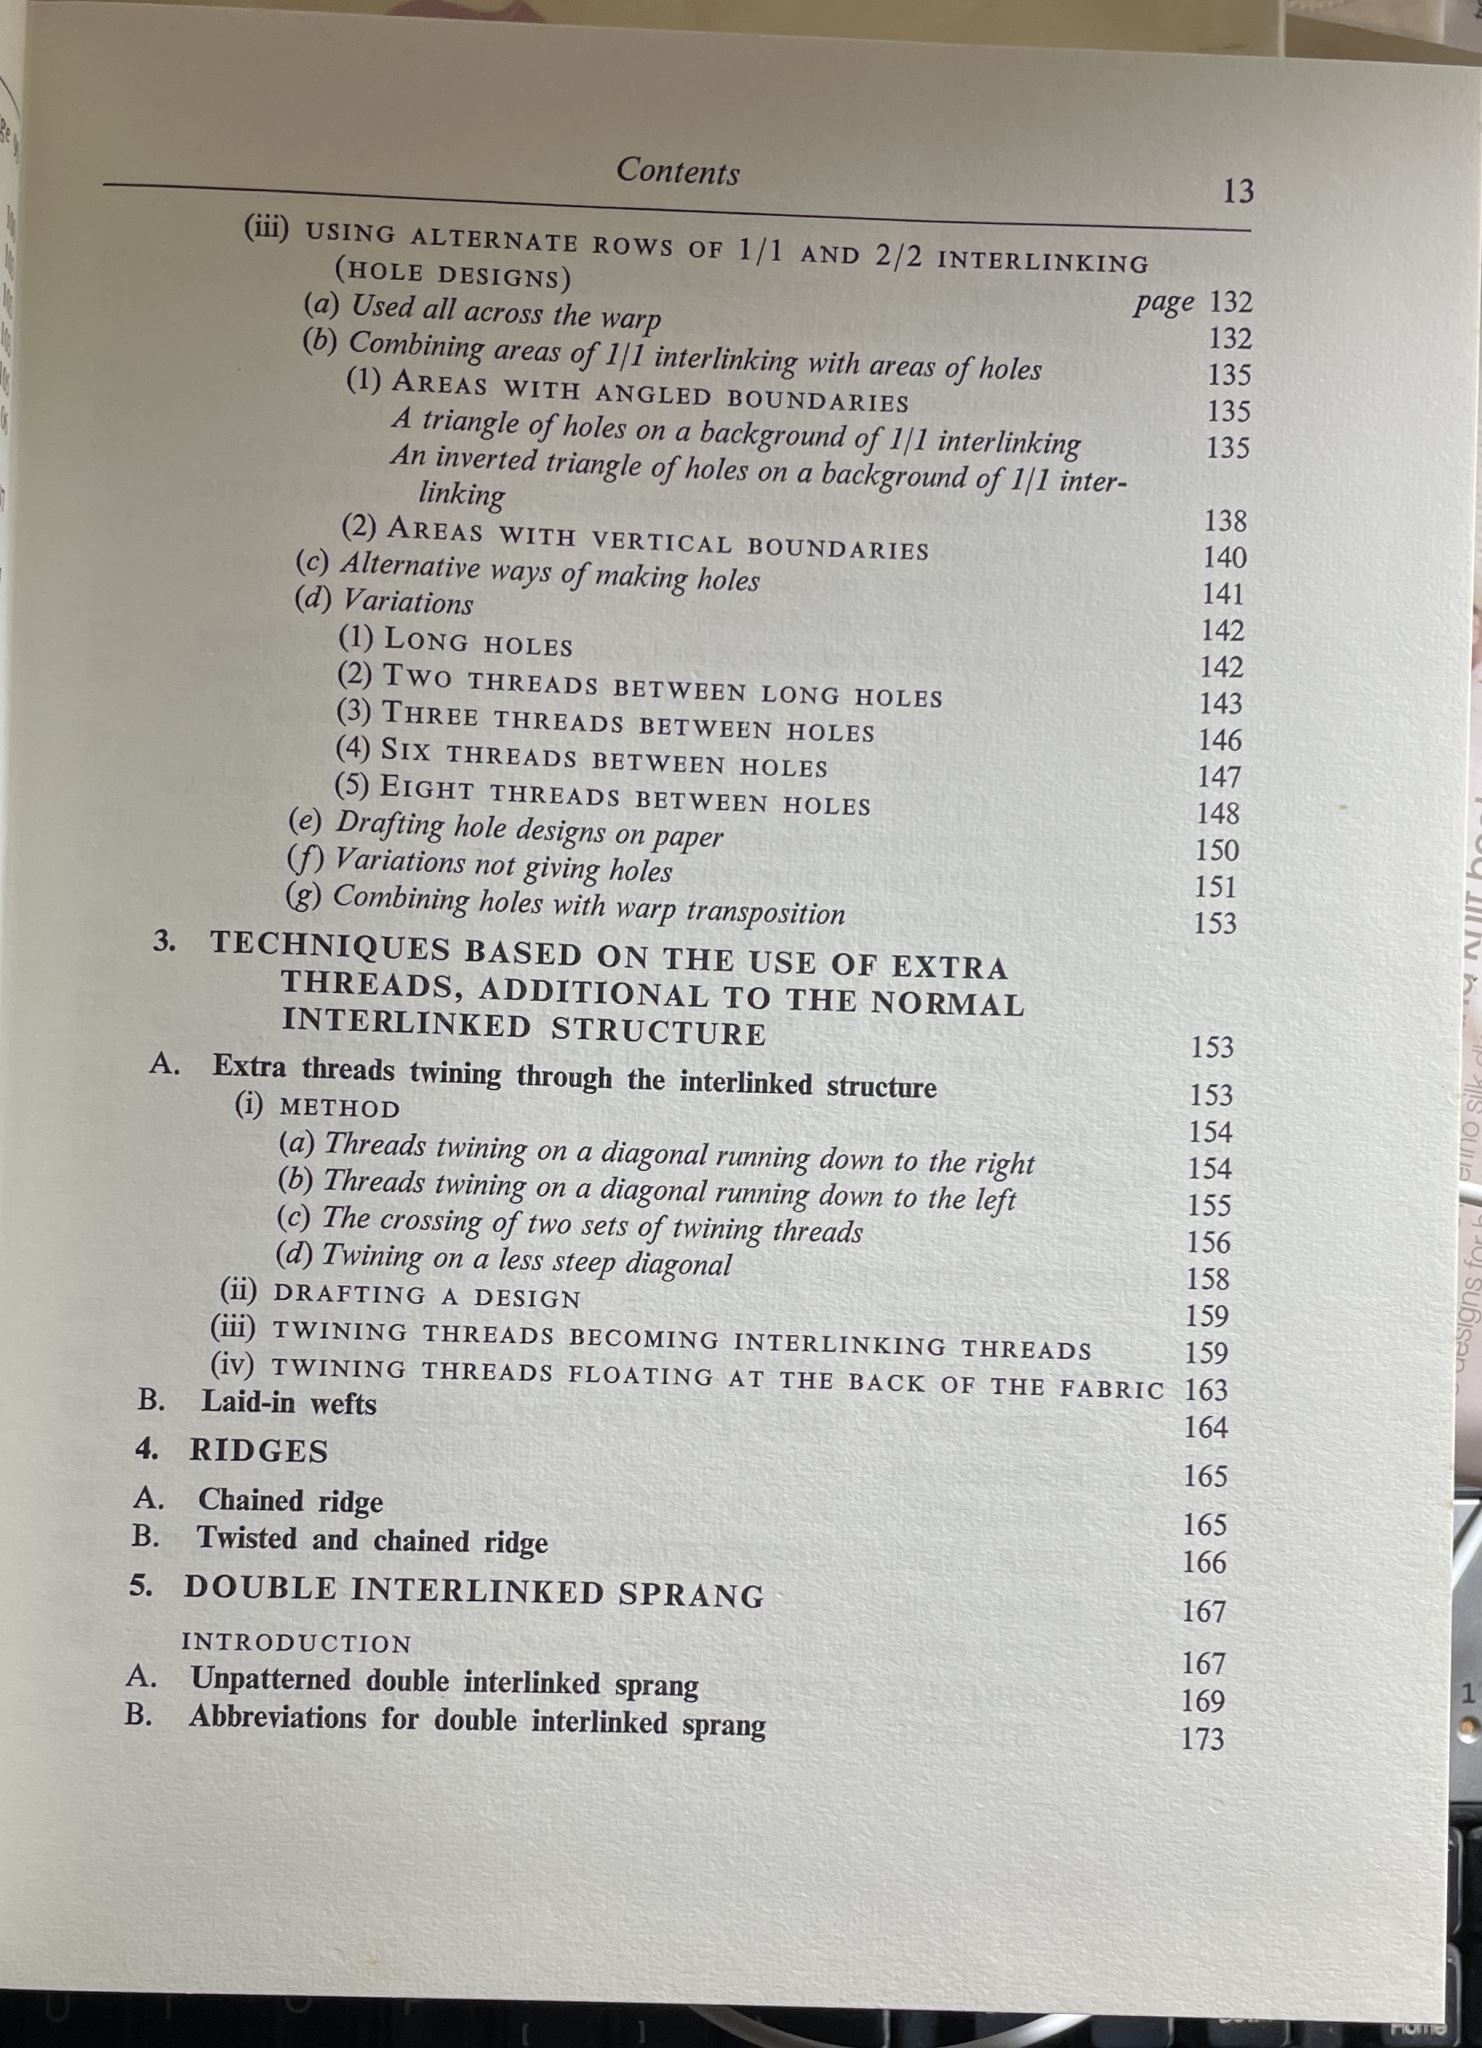 Contents 13
(iii) USING ALTERNATE ROWS OF 1/1 AND 2/2 INTERLINKING
(HOLE DESIGNS) page 132
(a) Used all across the warp 132
(b) Combining areas of 1/1 interlinking with areas of holes 135
(1) AREAS WITH ANGLED BOUNDARIES 135
A triangle of holes on a background of 1/1 interlinking 135
An inverted triangle of holes on a background of 1/1 inter-
linking 138
(2) AREAS WITH VERTICAL BOUNDARIES 140
(c) Alternative ways of making holes 141
(d) Variations 142
(1) LONG HOLES 142
(2) TWO THREADS BETWEEN LONG HOLES 143
(3) THREE THREADS BETWEEN HOLES 146
(4) SIX THREADS BETWEEN HOLES 147
(5) EIGHT THREADS BETWEEN HOLES 148
(e) Drafting hole designs on paper 150
(f) Variations not giving holes 151
(g) Combining holes with warp transposition 153
3. TECHNIQUES BASED ON THE USE OF EXTRA
THREADS, ADDITIONAL TO THE NORMAL
INTERLINKED STRUCTURE 153
A. Extra threads twining through the interlinked structure 153
(i) METHOD 154
(a) Threads twining on a diagonal running down to the right 154
(b) Threads twining on a diagonal running down to the left 155
(c) The crossing of two sets of twining threads 156
(d) Twining on a less steep diagonal 158
(ii) DRAFTING A DESIGN 159
(iii) TWINING THREADS BECOMING INTERLINKING THREADS 159
(iv) TWINING THREADS FLOATING AT THE BACK OF THE FABRIC 163
B. Laid-in wefts 164
4. RIDGES 165
A. Chained ridge 165
B. Twisted and chained ridge 166
5. DOUBLE INTERLINKED SPRANG 167
INTRODUCTION 167
A. Unpatterned double interlinked sprang 169
B. Abbreviations for double interlinked sprang 173
designs for
1
Home